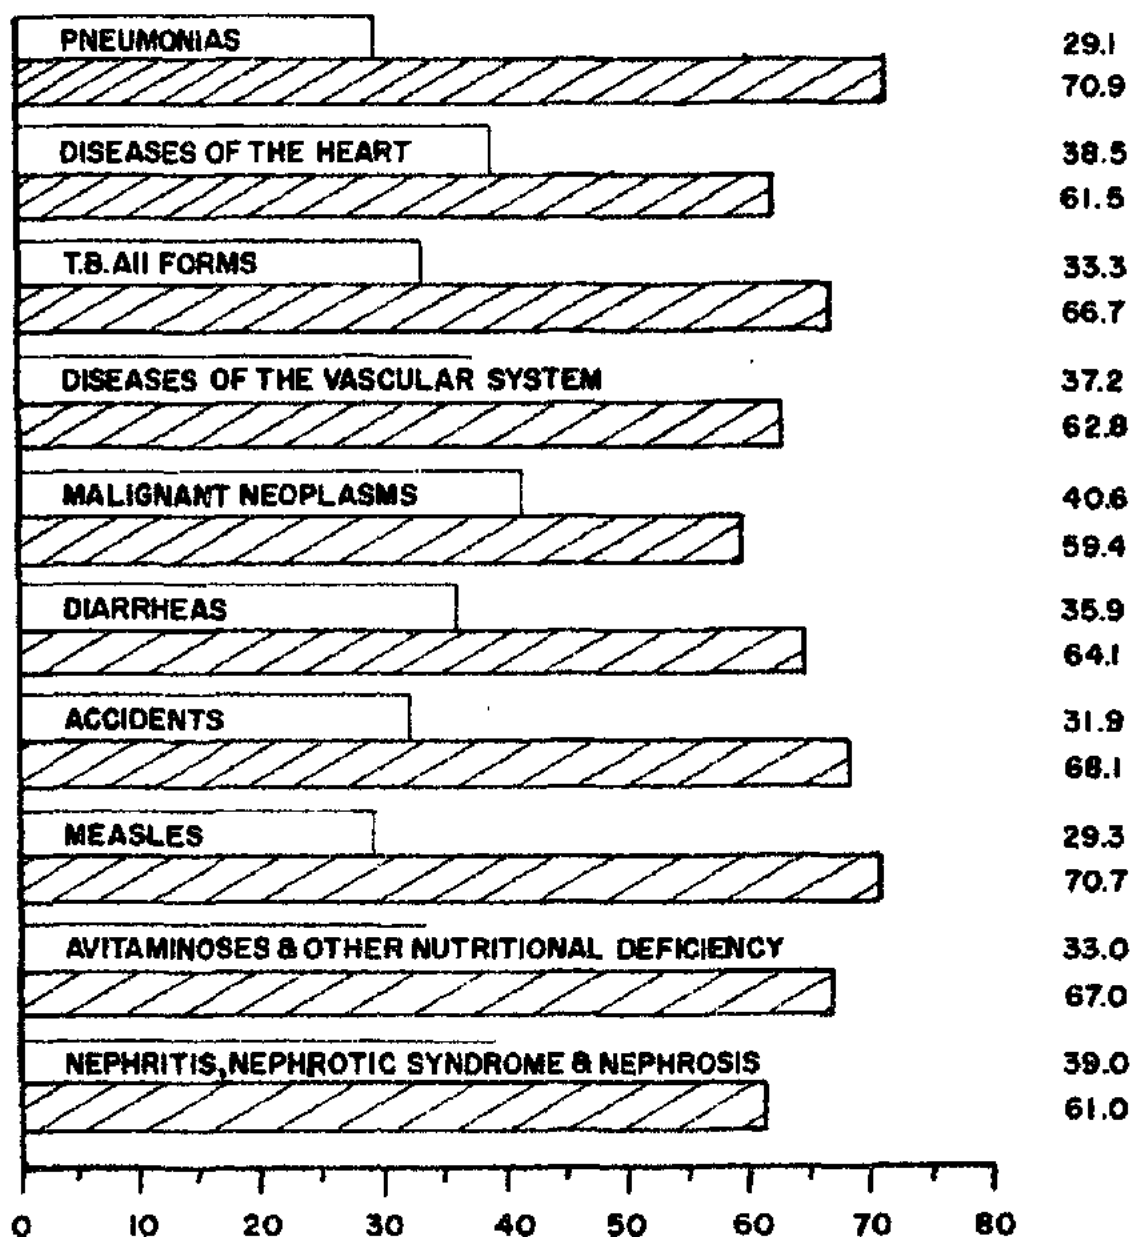 PNEUMONIAS 29.1
70.9
DISEASES OF THE HEART 38.5
61.5
T.B. All FORMS 33.3
66.7
DISEASES OF THE VASCULAR SYSTEM 37.2
62.8
MALIGNANT NEOPLASMS 40.6
59.4
DIARRHEAS 35.9
64.1
ACCIDENTS 31.9
68.1
MEASLES 29.3
70.7
AVITAMINOSES & OTHER NUTRITIONAL DEFICIENCY 33.0
67.0
NEPHRITIS, NEPHROTIC SYNDROME & NEPHROSIS 39.0
61.0
0 10 20 30 40 50 60 70 80